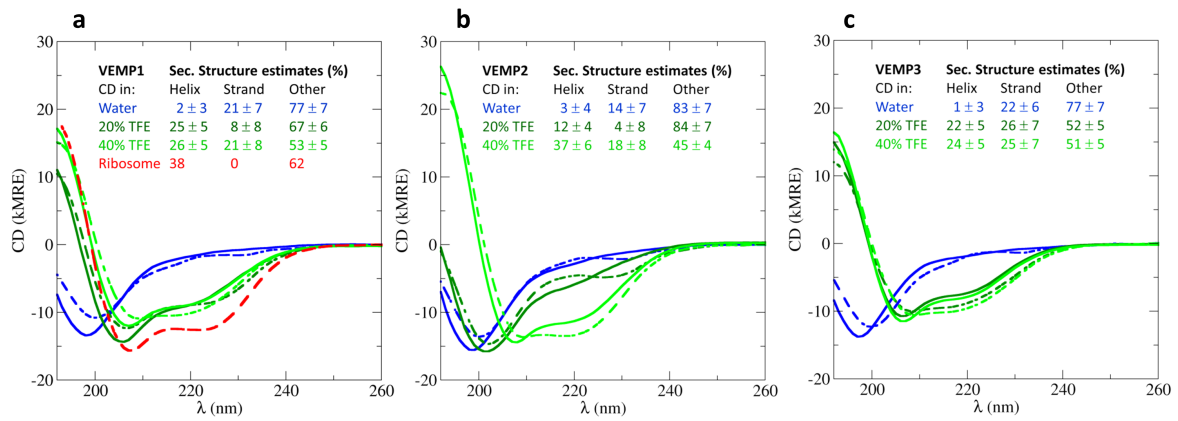 a
30
20
10
0
-10
-20
CD (kMRE)
VEMP1 Sec. Structure estimates (%)
CD in: Helix Strand Other
Water 2 ± 3 21 ± 7 77 ± 7
20% TFE 25 ± 5 8 ± 8 67 ± 6
40% TFE 26 ± 5 21 ± 8 53 ± 5
Ribosome 38 0 62
200 220 240 260
λ (nm)
b
30
20
10
0
-10
-20
CD (kMRE)
VEMP2 Sec. Structure estimates (%)
CD in: Helix Strand Other
Water 3 ± 4 14 ± 7 83 ± 7
20% TFE 12 ± 4 4 ± 8 84 ± 7
40% TFE 37 ± 6 18 ± 8 45 ± 4
200 220 240 260
λ (nm)
c
30
20
10
0
-10
-20
CD (kMRE)
VEMP3 Sec. Structure estimates (%)
CD in: Helix Strand Other
Water 1 ± 3 22 ± 6 77 ± 7
20% TFE 22 ± 5 26 ± 7 52 ± 5
40% TFE 24 ± 5 25 ± 7 51 ± 5
200 220 240 260
λ (nm)